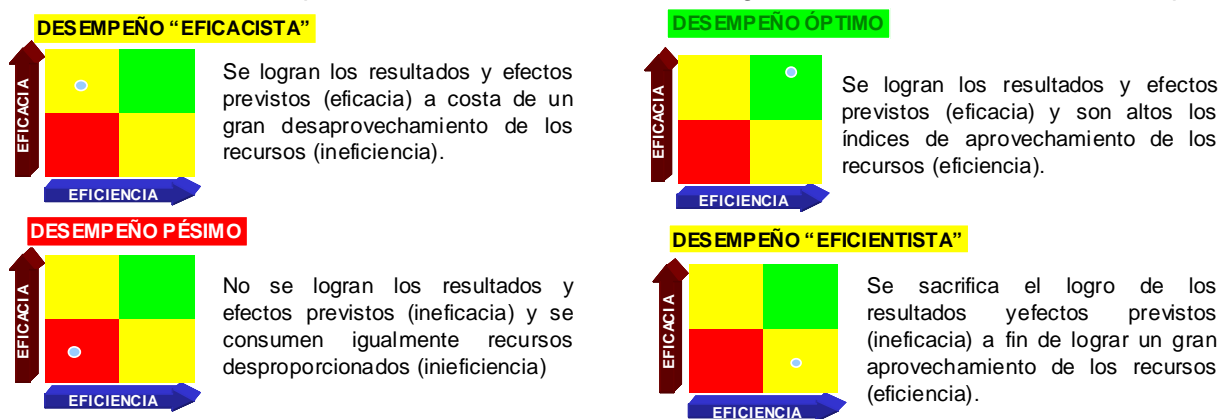 DESEMPEÑO “EFICACISTA”
EFICACIA
EFICIENCIA
Se logran los resultados y efectos
previstos (eficacia) a costa de un
gran desaprovechamiento de los
recursos (ineficiencia).
DESEMPEÑO ÓPTIMO
EFICACIA
EFICIENCIA
Se logran los resultados y efectos
previstos (eficacia) y son altos los
índices de aprovechamiento de los
recursos (eficiencia).
DESEMPEÑO PÉSIMO
EFICACIA
EFICIENCIA
No se logran los resultados y
efectos previstos (ineficacia) y se
consumen igualmente recursos
desproporcionados (inieficiencia)
DESEMPEÑO “EFICIENTISTA”
EFICACIA
EFICIENCIA
Se sacrifica el logro de los
resultados yefectos previstos
(ineficacia) a fin de lograr un gran
aprovechamiento de los recursos
(eficiencia).